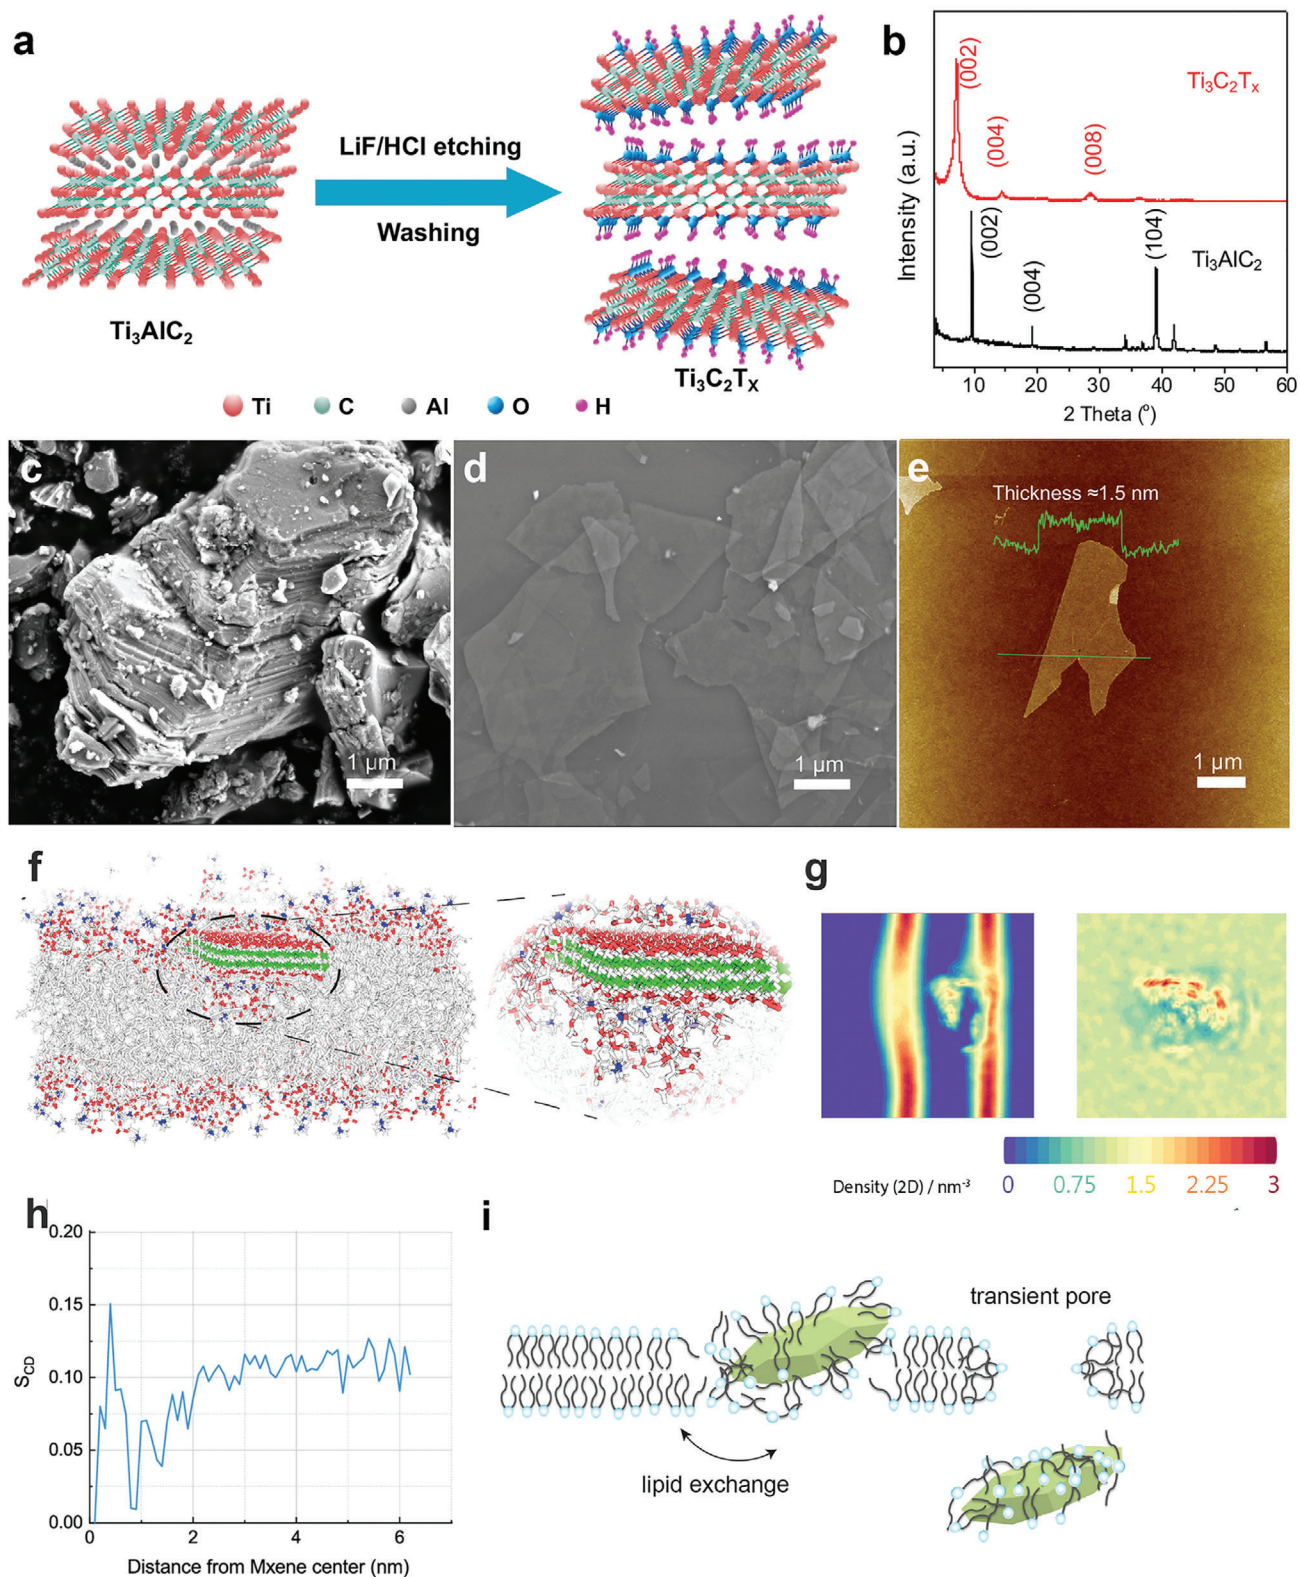 a
LiF/HCl etching
Washing
Ti₃AlC₂
Ti₃C₂Tₓ
Ti C Al O H
b
Intensity (a.u.)
(002)
(004)
(008)
Ti₃C₂Tₓ
(002)
(004)
(104)
Ti₃AlC₂
10 20 30 40 50 60
2 Theta (°)
c
1 µm
d
1 µm
e
Thickness ≈1.5 nm
1 µm
f
g
Density (2D) / nm⁻³ 0 0.75 1.5 2.25 3
h
S_CD
0.20
0.15
0.10
0.05
0.00
0 2 4 6
Distance from Mxene center (nm)
i
transient pore
lipid exchange